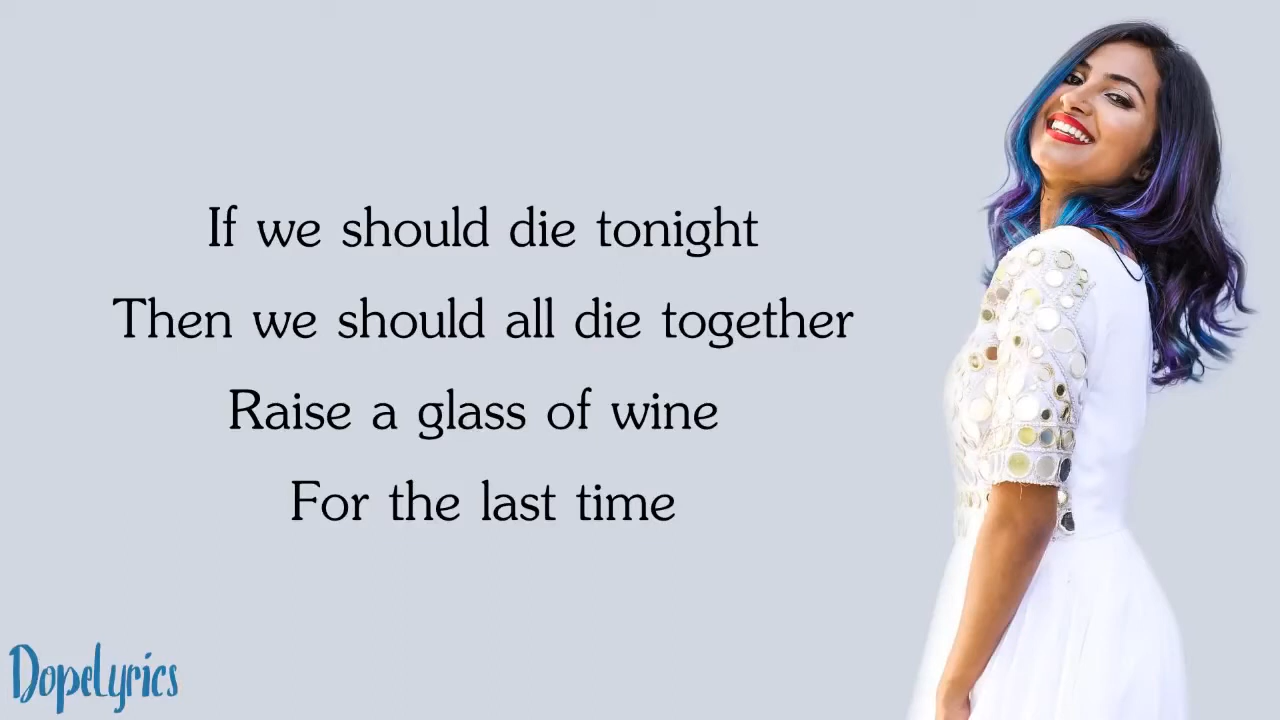 If we should die tonight
Then we should all die together
Raise a glass of wine
For the last time
DopeLyrics